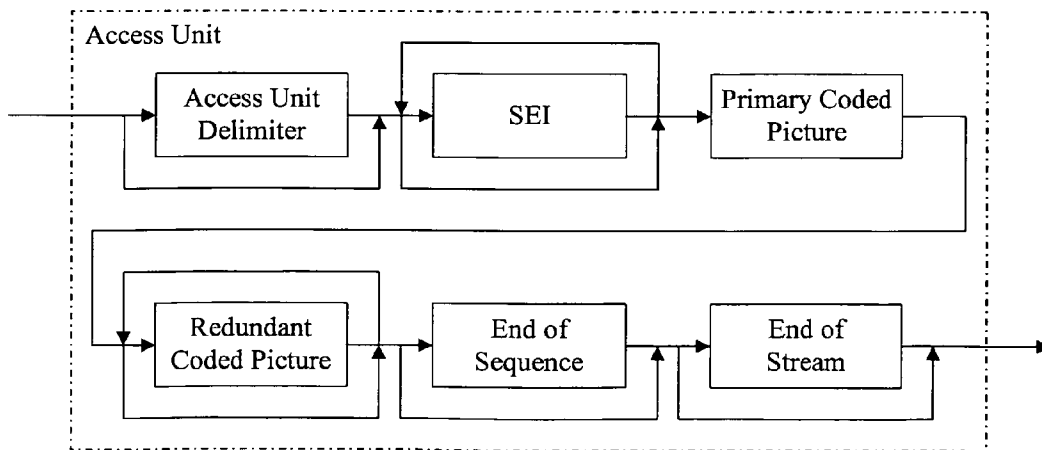 Access Unit
Access Unit
Delimiter
SEI
Primary Coded
Picture
Redundant
Coded Picture
End of
Sequence
End of
Stream